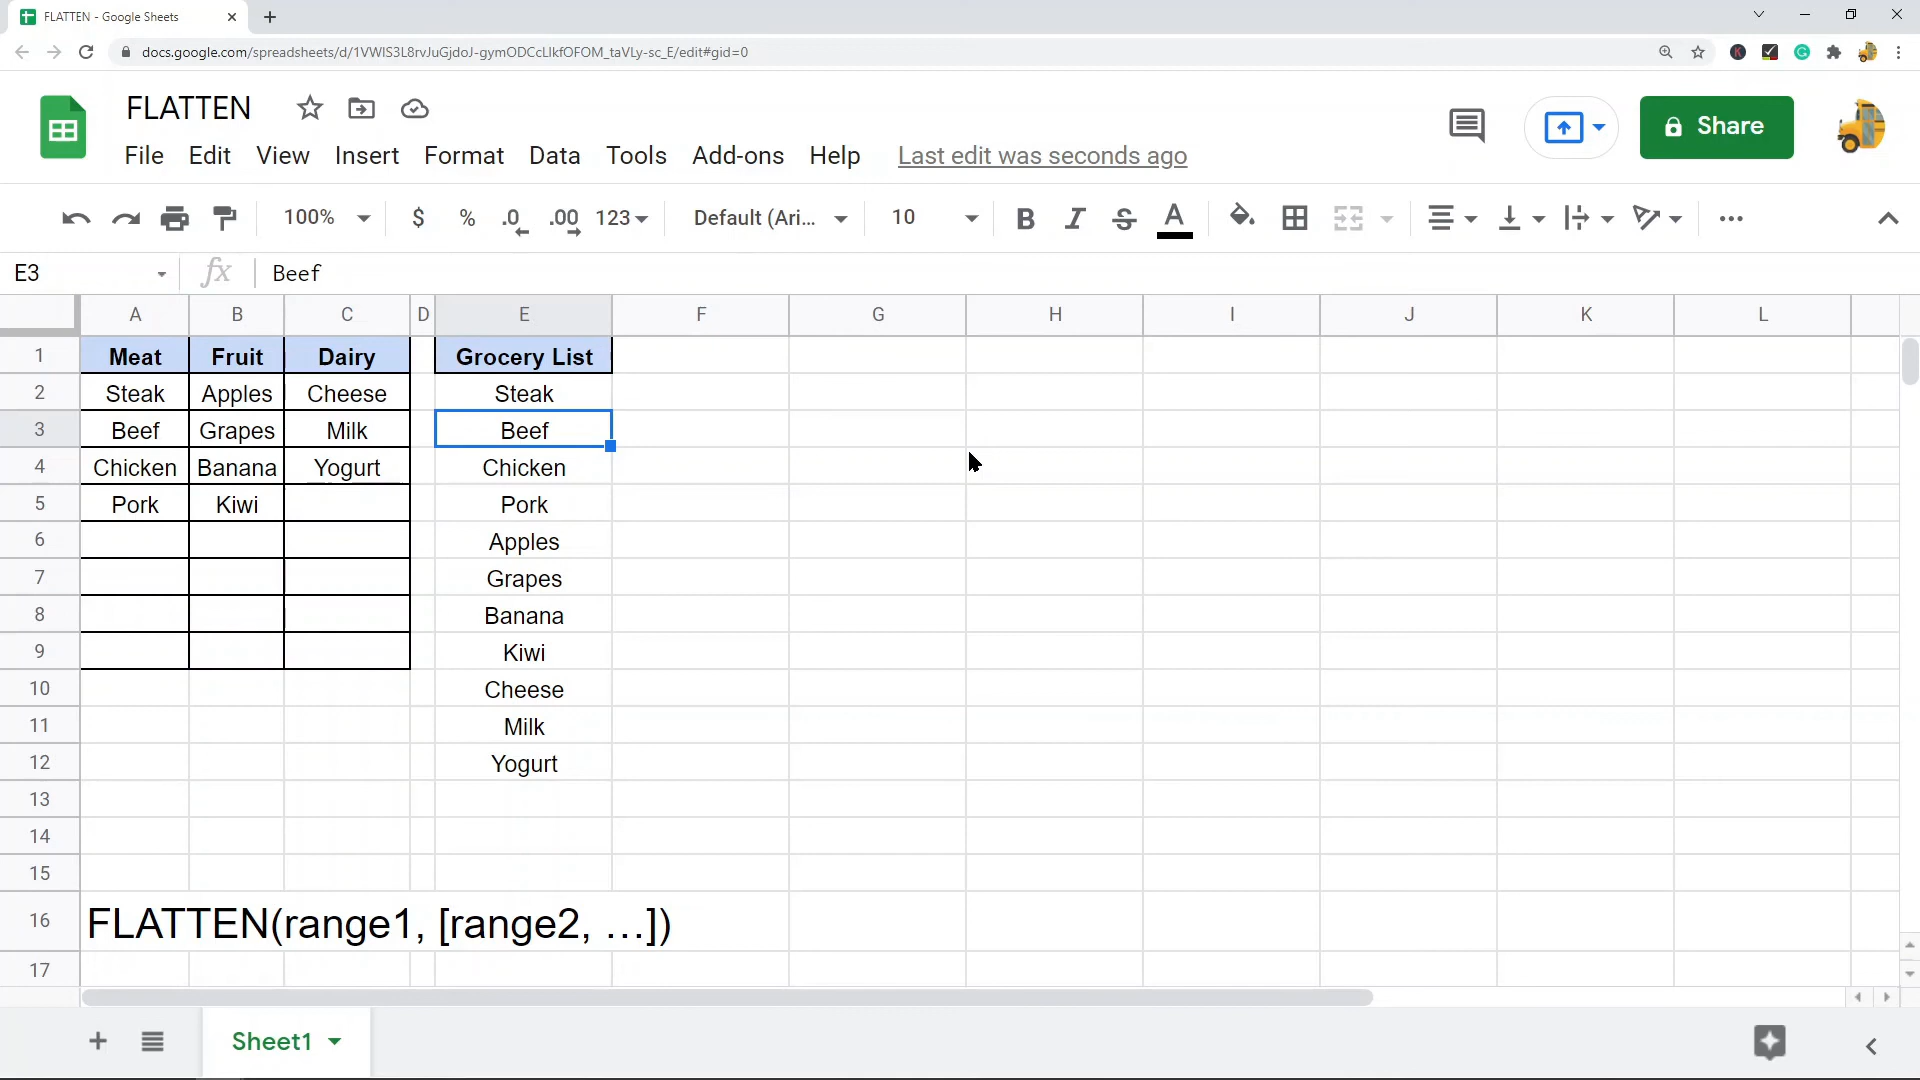 FLATTEN - Google Sheets
docs.google.com/spreadsheets/d/1VWIS3L8rvJuGjdoJ-gymODCcLIkfOFOM_taVLy-sc_E/edit#gid=0
FLATTEN
Share
File Edit View Insert Format Data Tools Add-ons Help Last edit was seconds ago
100% $ % .0 .00 123 Default (Ari... 10 B I S A
E3 fx Beef
A B C D E F G H I J K L
1 Meat Fruit Dairy Grocery List
2 Steak Apples Cheese Steak
3 Beef Grapes Milk Beef
4 Chicken Banana Yogurt Chicken
5 Pork Kiwi Pork
6 Apples
7 Grapes
8 Banana
9 Kiwi
10 Cheese
11 Milk
12 Yogurt
13
14
15
16 FLATTEN(range1, [range2, …])
17
Sheet1